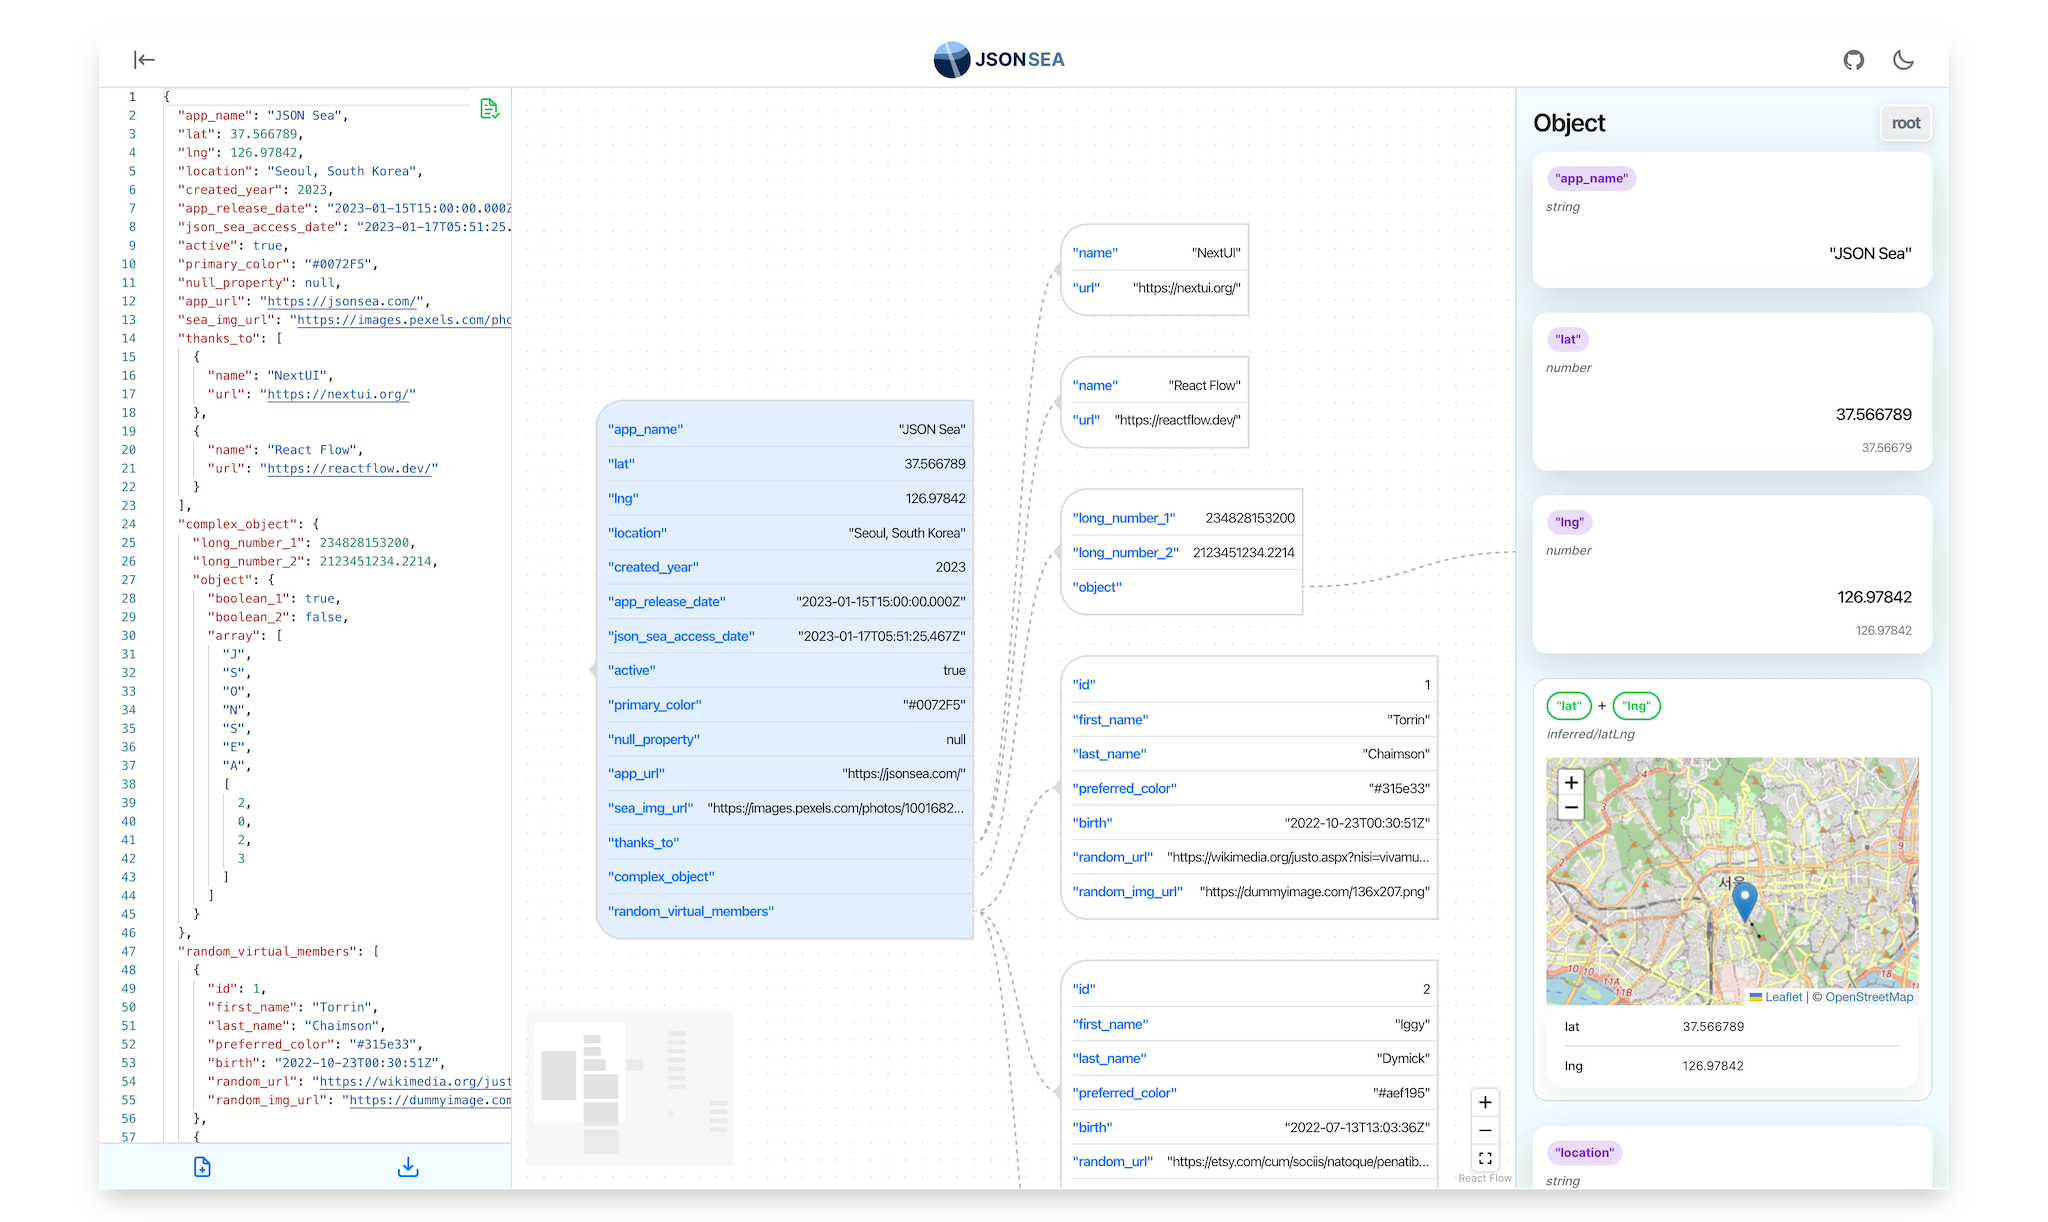 JSON SEA
1 {
2 "app_name": "JSON Sea",
3 "lat": 37.566789,
4 "lng": 126.97842,
5 "location": "Seoul, South Korea",
6 "created_year": 2023,
7 "app_release_date": "2023-01-15T15:00:00.000Z
8 "json_sea_access_date": "2023-01-17T05:51:25.
9 "active": true,
10 "primary_color": "#0072F5",
11 "null_property": null,
12 "app_url": "https://jsonsea.com/",
13 "sea_img_url": "https://images.pexels.com/pho
14 "thanks_to": [
15 {
16 "name": "NextUI",
17 "url": "https://nextui.org/"
18 },
19 {
20 "name": "React Flow",
21 "url": "https://reactflow.dev/"
22 }
23 ],
24 "complex_object": {
25 "long_number_1": 234828153200,
26 "long_number_2": 2123451234.2214,
27 "object": {
28 "boolean_1": true,
29 "boolean_2": false,
30 "array": [
31 "J",
32 "S",
33 "O",
34 "N",
35 "S",
36 "E",
37 "A",
38 [
39 2,
40 0,
41 2,
42 3
43 ]
44 ]
45 }
46 },
47 "random_virtual_members": [
48 {
49 "id": 1,
50 "first_name": "Torrin",
51 "last_name": "Chaimson",
52 "preferred_color": "#315e33",
53 "birth": "2022-10-23T00:30:51Z",
54 "random_url": "https://wikimedia.org/just
55 "random_img_url": "https://dummyimage.com
56 },
57 {
"app_name" "JSON Sea"
"lat" 37.566789
"lng" 126.97842
"location" "Seoul, South Korea"
"created_year" 2023
"app_release_date" "2023-01-15T15:00:00.000Z"
"json_sea_access_date" "2023-01-17T05:51:25.467Z"
"active" true
"primary_color" "#0072F5"
"null_property" null
"app_url" "https://jsonsea.com/"
"sea_img_url" "https://images.pexels.com/photos/1001682...
"thanks_to"
"complex_object"
"random_virtual_members"
"name" "NextUI"
"url" "https://nextui.org/"
"name" "React Flow"
"url" "https://reactflow.dev/"
"long_number_1" 234828153200
"long_number_2" 2123451234.2214
"object"
"id" 1
"first_name" "Torrin"
"last_name" "Chaimson"
"preferred_color" "#315e33"
"birth" "2022-10-23T00:30:51Z"
"random_url" "https://wikimedia.org/justo.aspx?nisi=vivamu...
"random_img_url" "https://dummyimage.com/136x207.png"
"id" 2
"first_name" "Iggy"
"last_name" "Dymick"
"preferred_color" "#aef195"
"birth" "2022-07-13T13:03:36Z"
"random_url" "https://etsy.com/cum/sociis/natoque/penatib...
+
−
React Flow
Object root
"app_name"
string
"JSON Sea"
"lat"
number
37.566789
37.56679
"lng"
number
126.97842
126.97842
"lat" + "lng"
inferred/latLng
+
−
서울
10 10
11A
11B
18
Leaflet | © OpenStreetMap
lat 37.566789
lng 126.97842
"location"
string